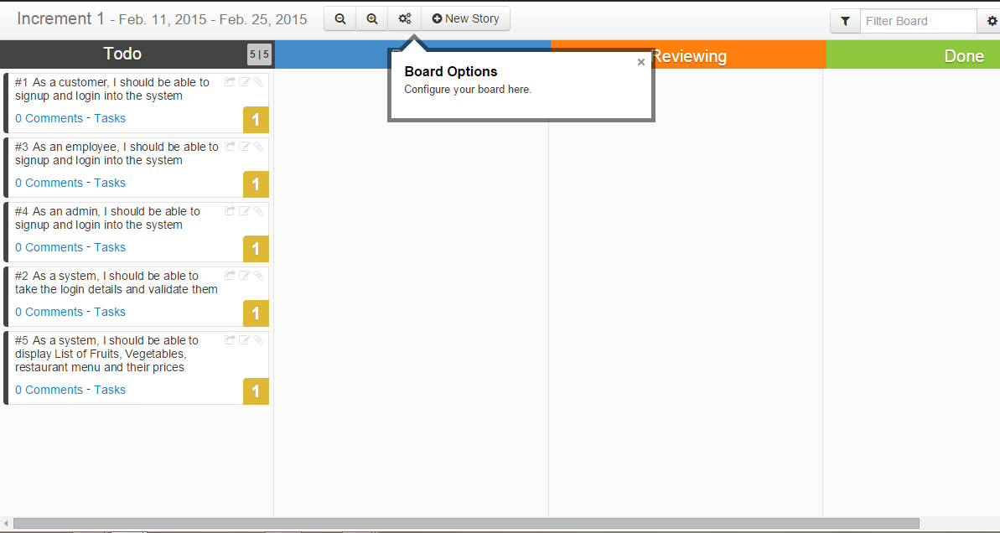 Increment 1 - Feb. 11, 2015 - Feb. 25, 2015
New Story
Filter Board
Todo
5 | 5
Reviewing
Done
Board Options
×
Configure your board here.
#1 As a customer, I should be able to
signup and login into the system
0 Comments - Tasks
1
#3 As an employee, I should be able to
signup and login into the system
0 Comments - Tasks
1
#4 As an admin, I should be able to
signup and login into the system
0 Comments - Tasks
1
#2 As a system, I should be able to
take the login details and validate them
0 Comments - Tasks
1
#5 As a system, I should be able to
display List of Fruits, Vegetables,
restaurant menu and their prices
0 Comments - Tasks
1